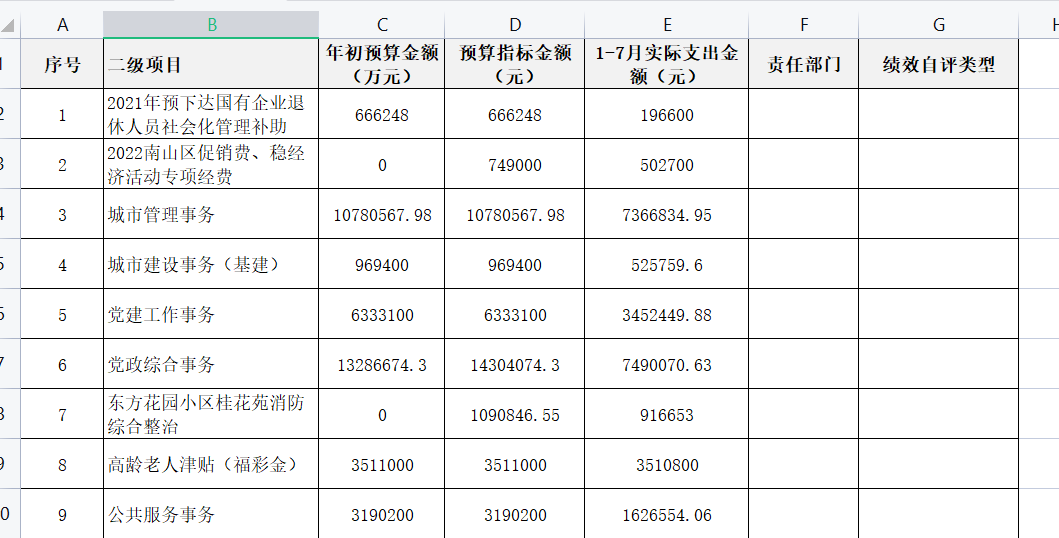 A B C D E F G H
1 序号 二级项目 年初预算金额 预算指标金额 1-7月实际支出金 责任部门 绩效自评类型
（万元） （元） 额（元）
2 1 2021年预下达国有企业退 666248 666248 196600
休人员社会化管理补助
3 2 2022南山区促销费、稳经 0 749000 502700
济活动专项经费
4 3 城市管理事务 10780567.98 10780567.98 7366834.95
5 4 城市建设事务（基建） 969400 969400 525759.6
5 党建工作事务 6333100 6333100 3452449.88
7 6 党政综合事务 13286674.3 14304074.3 7490070.63
7 东方花园小区桂花苑消防 0 1090846.55 916653
综合整治
9 8 高龄老人津贴（福彩金） 3511000 3511000 3510800
0 9 公共服务事务 3190200 3190200 1626554.06